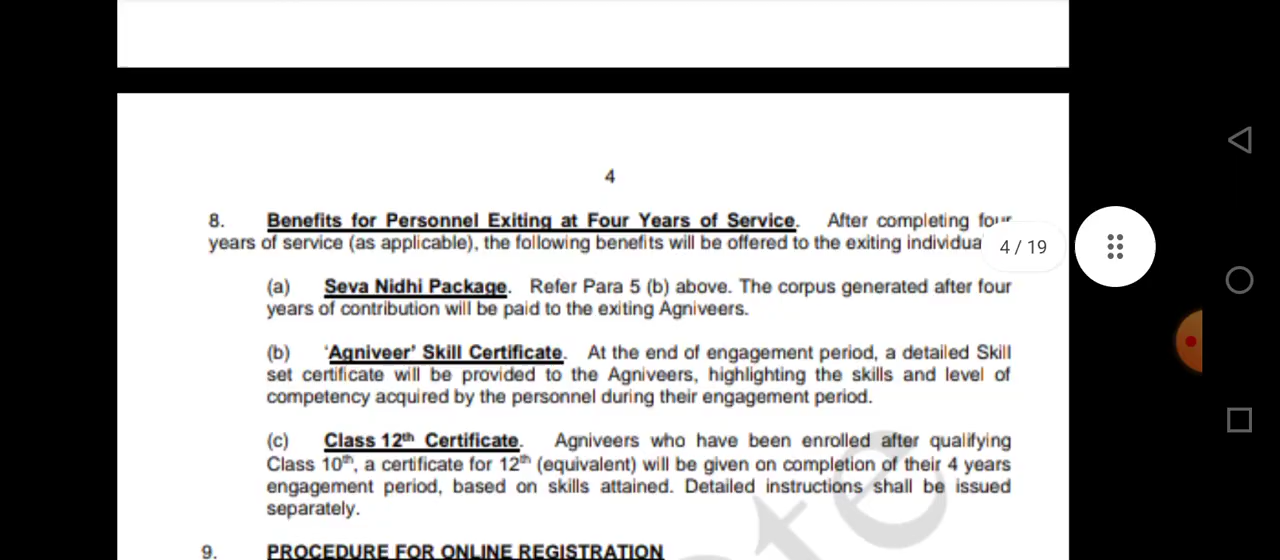 4
8. Benefits for Personnel Exiting at Four Years of Service. After completing four
years of service (as applicable), the following benefits will be offered to the exiting
4 / 19
(a) Seva Nidhi Package. Refer Para 5 (b) above. The corpus generated after four
years of contribution will be paid to the exiting Agniveers.
(b) ‘Agniveer’ Skill Certificate. At the end of engagement period, a detailed Skill
set certificate will be provided to the Agniveers, highlighting the skills and level of
competency acquired by the personnel during their engagement period.
(c) Class 12th Certificate. Agniveers who have been enrolled after qualifying
Class 10th, a certificate for 12th (equivalent) will be given on completion of their 4 years
engagement period, based on skills attained. Detailed instructions shall be issued
separately.
9. PROCEDURE FOR ONLINE REGISTRATION